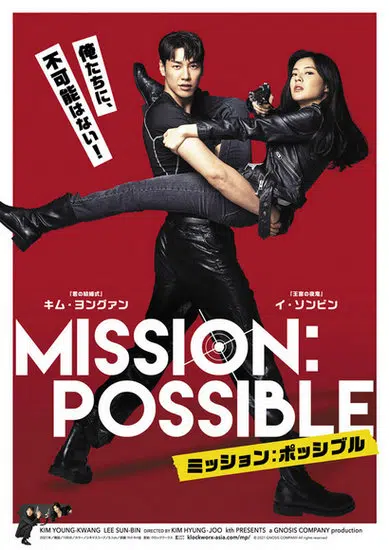 俺たちに、
不可能はない!
『君の結婚式』
キム・ヨングァン
『王宮の夜鬼』
イ・ソンビン
MISSION:
POSSIBLE
ミッション:ポッシブル
KIM YOUNG-KWANG LEE SUN-BIN DIRECTED BY KIM HYUNG-JOO kth PRESENTS a GNOSIS COMPANY production
klockworx-asia.com/mp/